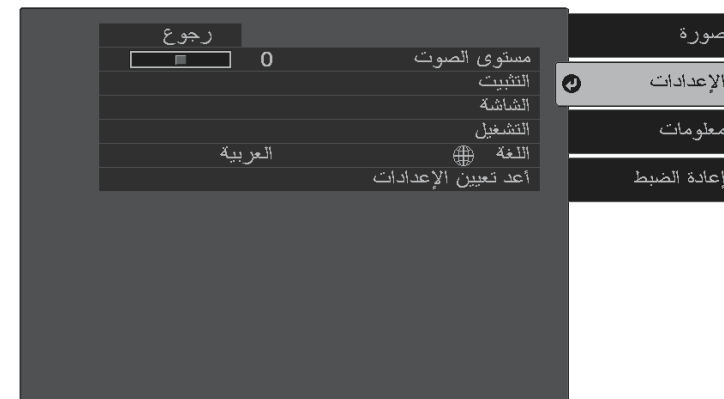 صورة
الإعدادات
معلومات
إعادة الضبط
رجوع
مستوى الصوت 0
التثبيت
الشاشة
التشغيل
اللغة العربية
أعد تعيين الإعدادات